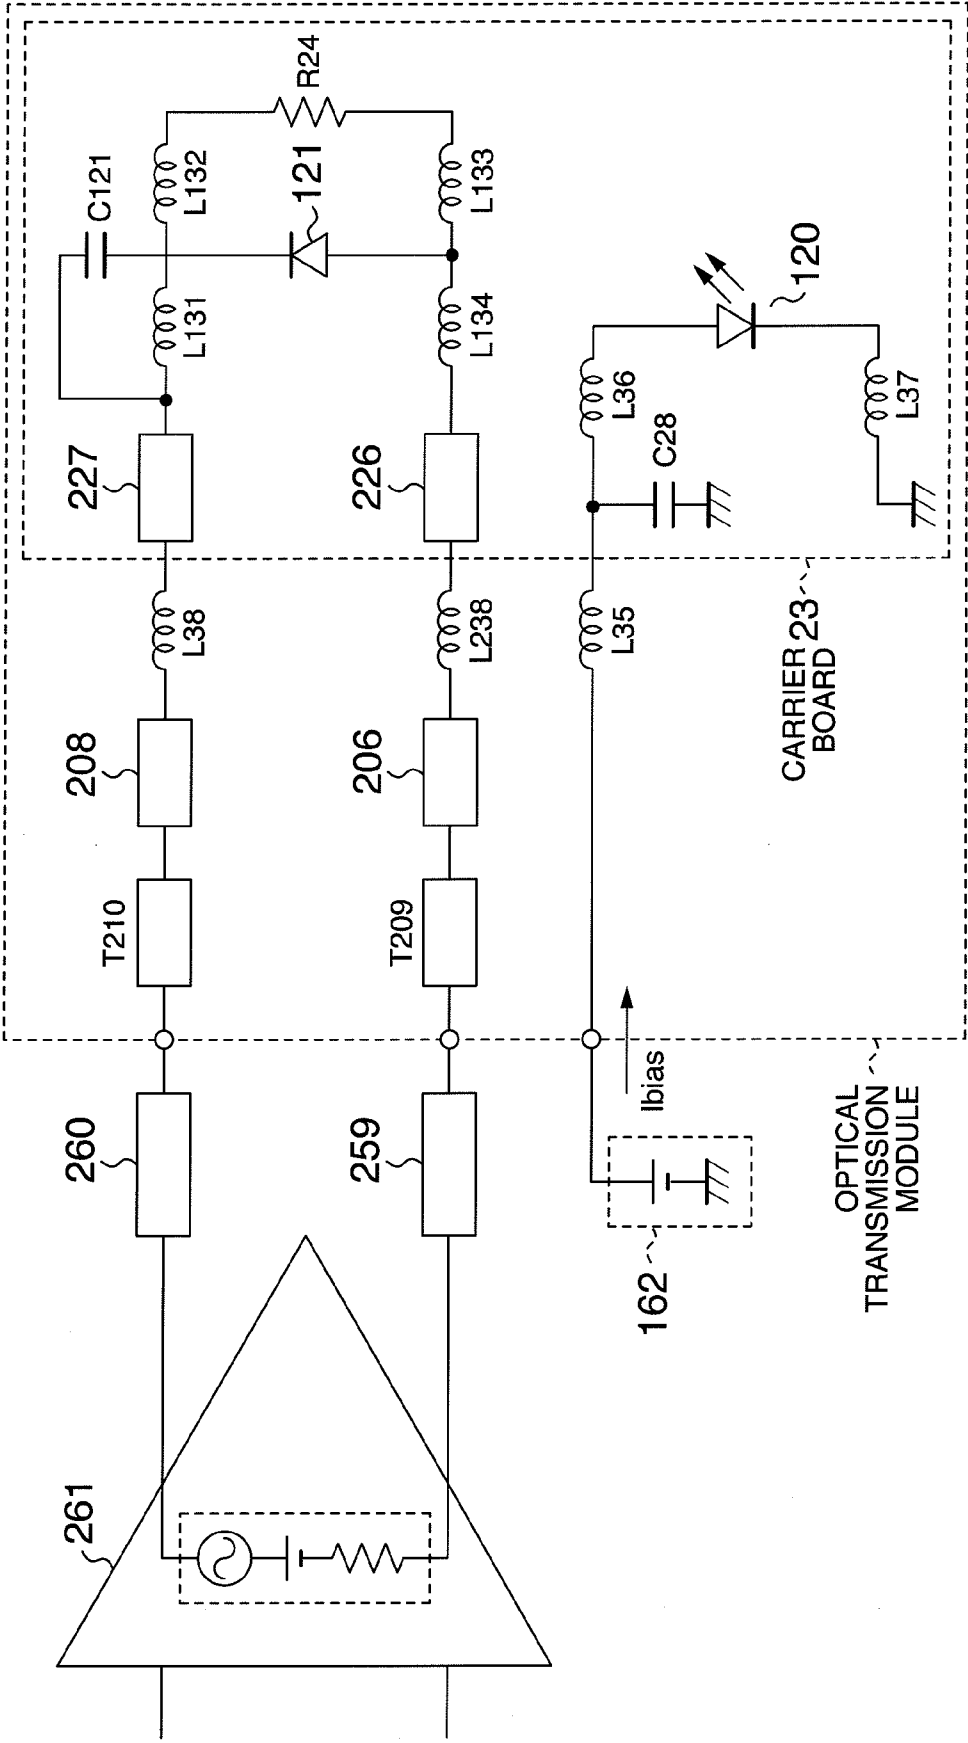 261
260
T210
208
L38
227
L131
C121
L132
R24
121
259
T209
206
L238
226
L134
L133
162
Ibias
L35
C28
L36
120
L37
CARRIER 23
BOARD
OPTICAL
TRANSMISSION
MODULE